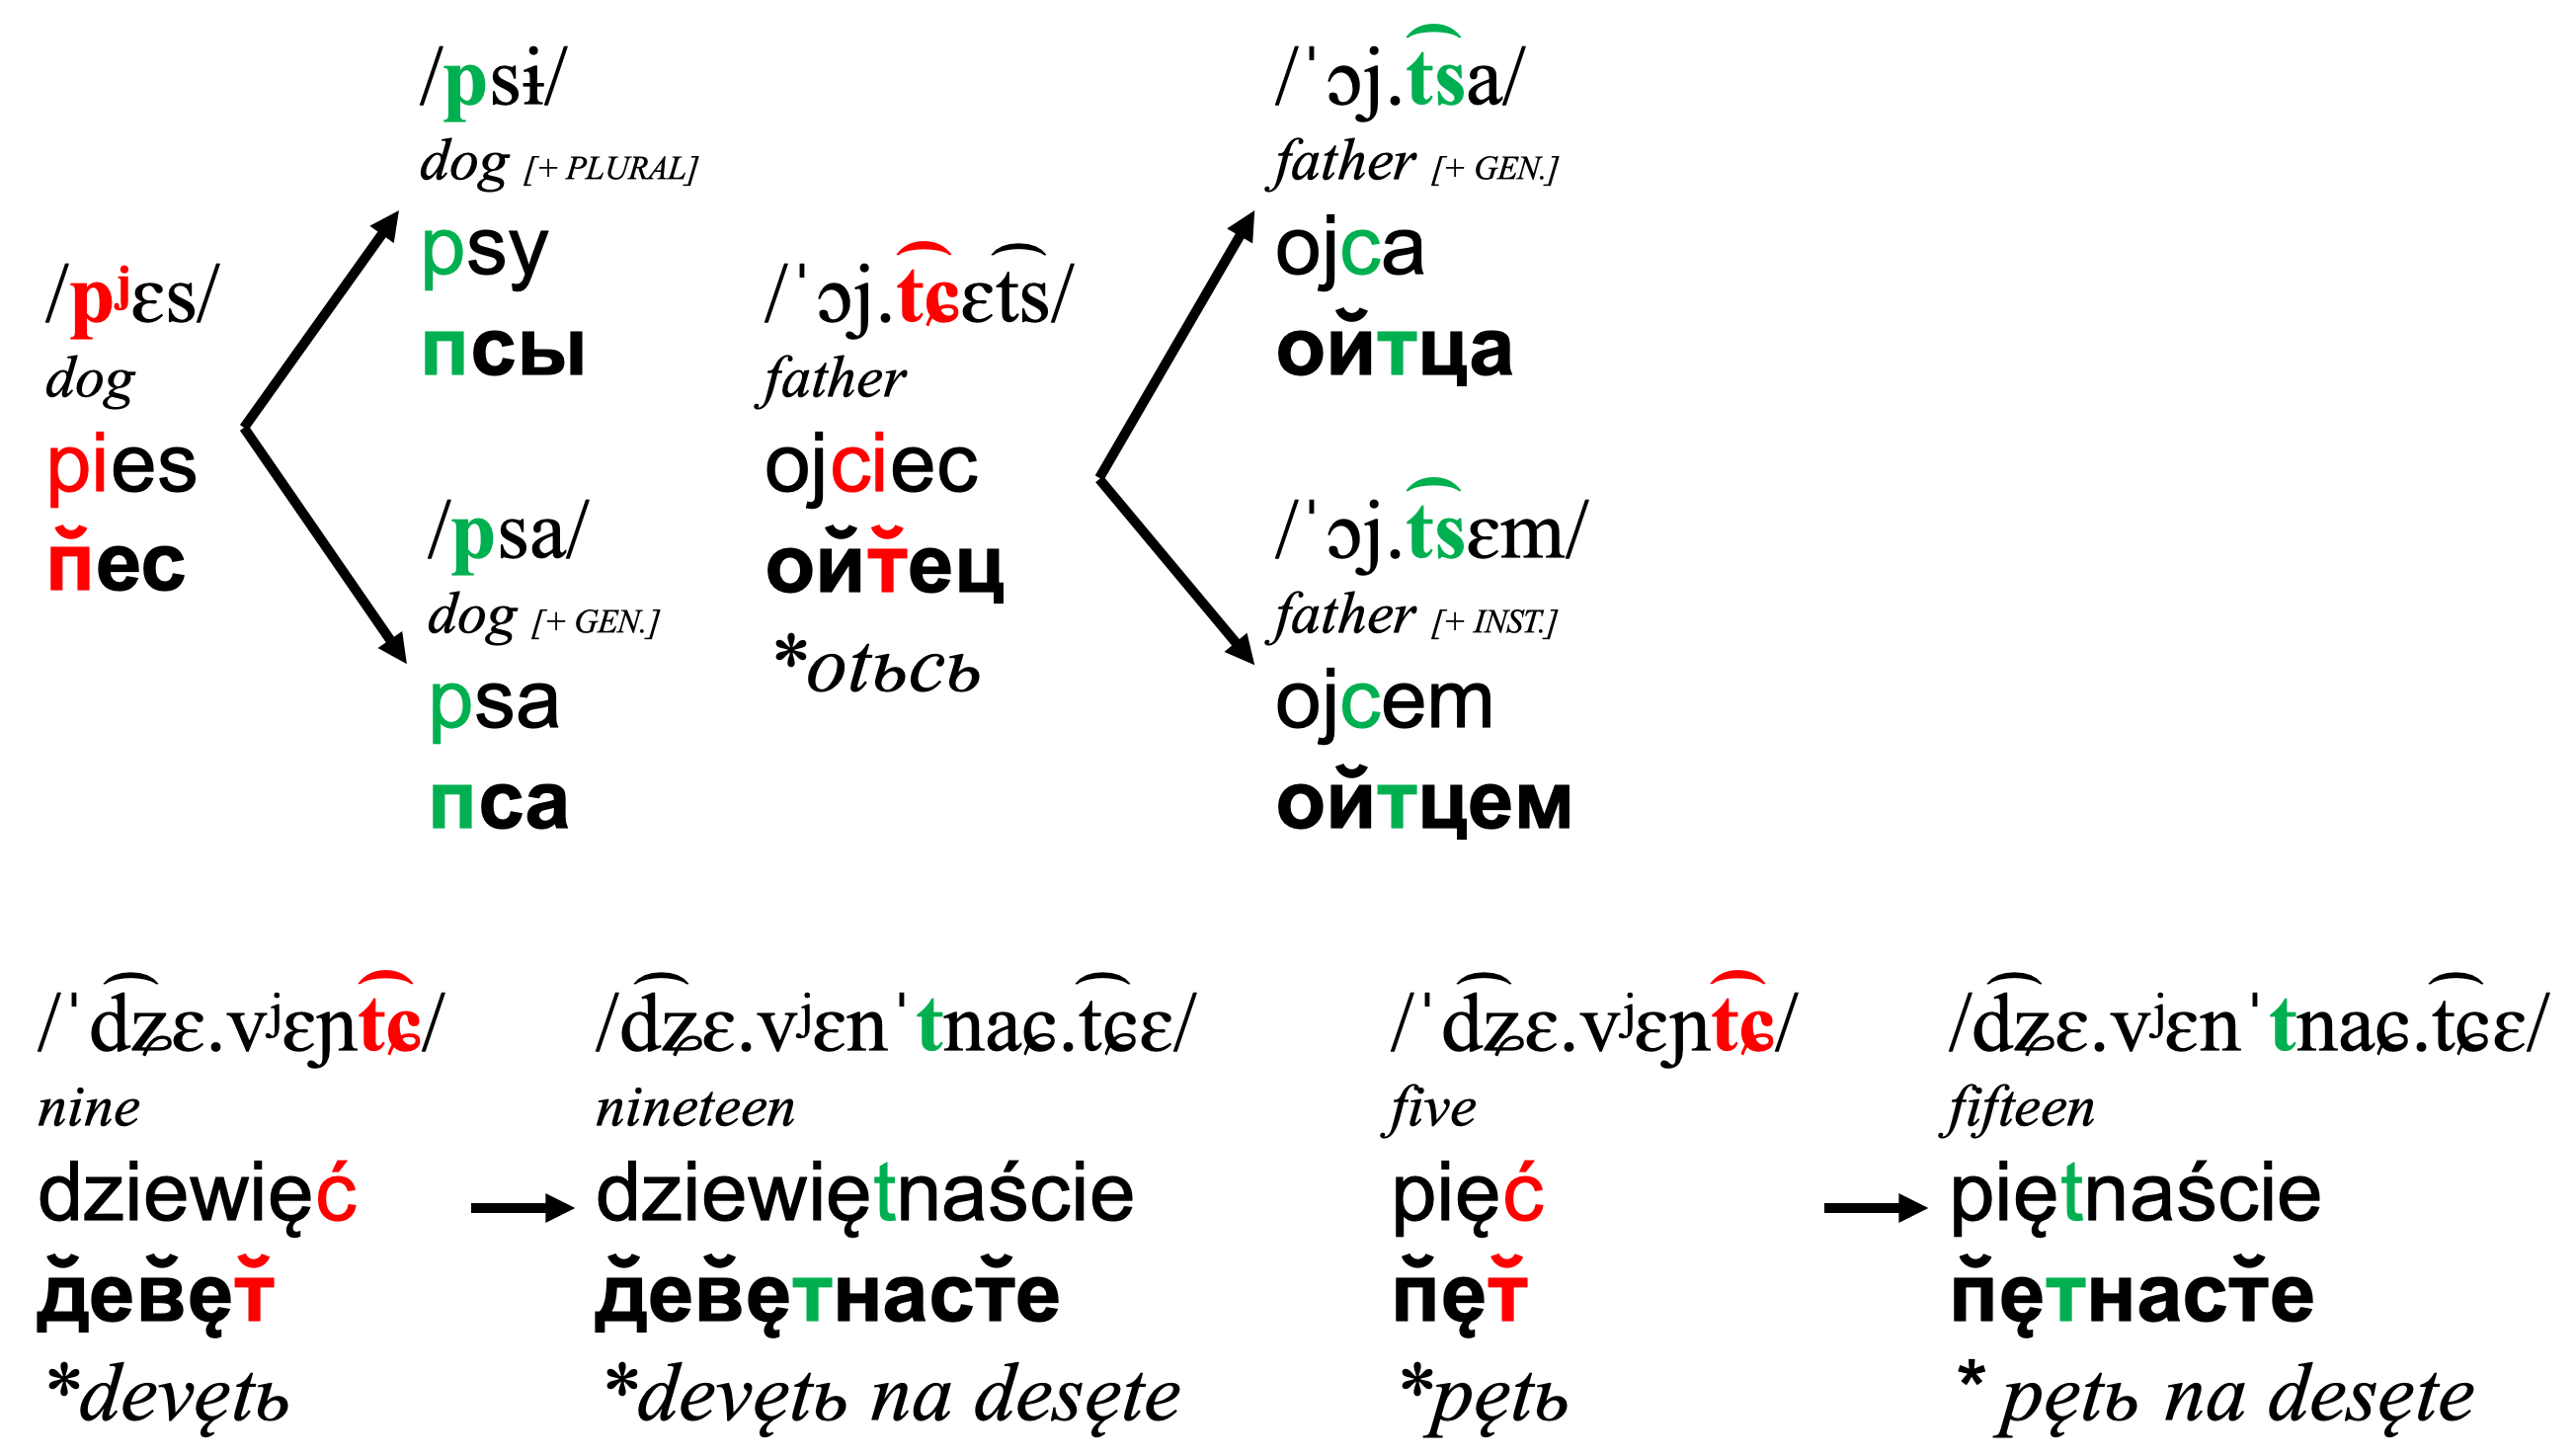 /pʲɛs/
dog
pies
п̆ес
/psɨ/
dog [+ PLURAL]
psy
псы
/psa/
dog [+ GEN.]
psa
пса
/ˈɔj.t͡ɕɛt͡s/
father
ojciec
ойт̆ец
*otьcь
/ˈɔj.t͡sa/
father [+ GEN.]
ojca
ойтца
/ˈɔj.t͡sɛm/
father [+ INST.]
ojcem
ойтцем
/ˈd͡ʑɛ.vʲɛɲt͡ɕ/
nine
dziewięć
д̆ев̆ęт̆
*devętь
/d͡ʑɛ.vʲɛnˈtnaɕ.t͡ɕɛ/
nineteen
dziewiętnaście
д̆ев̆ętнаст̆е
*devętь na desęte
/ˈd͡ʑɛ.vʲɛɲt͡ɕ/
five
pięć
п̆ęт̆
*pętь
/d͡ʑɛ.vʲɛnˈtnaɕ.t͡ɕɛ/
fifteen
piętnaście
п̆ętнаст̆е
* pętь na desęte